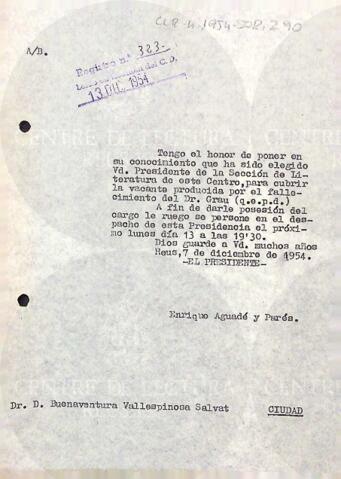 CLR-H.1954-SOR.290
A/B.
Registro n.º 323-
13 DIC. 1954
Tengo el honor de poner en
su conocimiento que ha sido elegido
Vd. Presidente de la Sección de Li-
teratura de este Centro,para cubrir
la vacante producida por el falle-
cimiento del Dr. Grau (q.e.p.d.)
A fin de darle posesión del
cargo le ruego se persone en el des-
pacho de esta Presidencia el próxi-
mo lunes día 13 a las 19'30.
Dios guarde a Vd. muchos años
Reus,7 de diciembre de 1954.
-EL PRESIDENTE-
Enrique Aguadé y Parés.
Dr. D. Buenaventura Vallespinosa Salvat CIUDAD